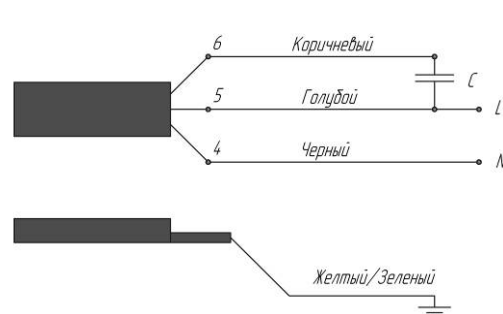 6 Коричневый
C
5 Голубой L
4 Черный N
Желтый/Зеленый